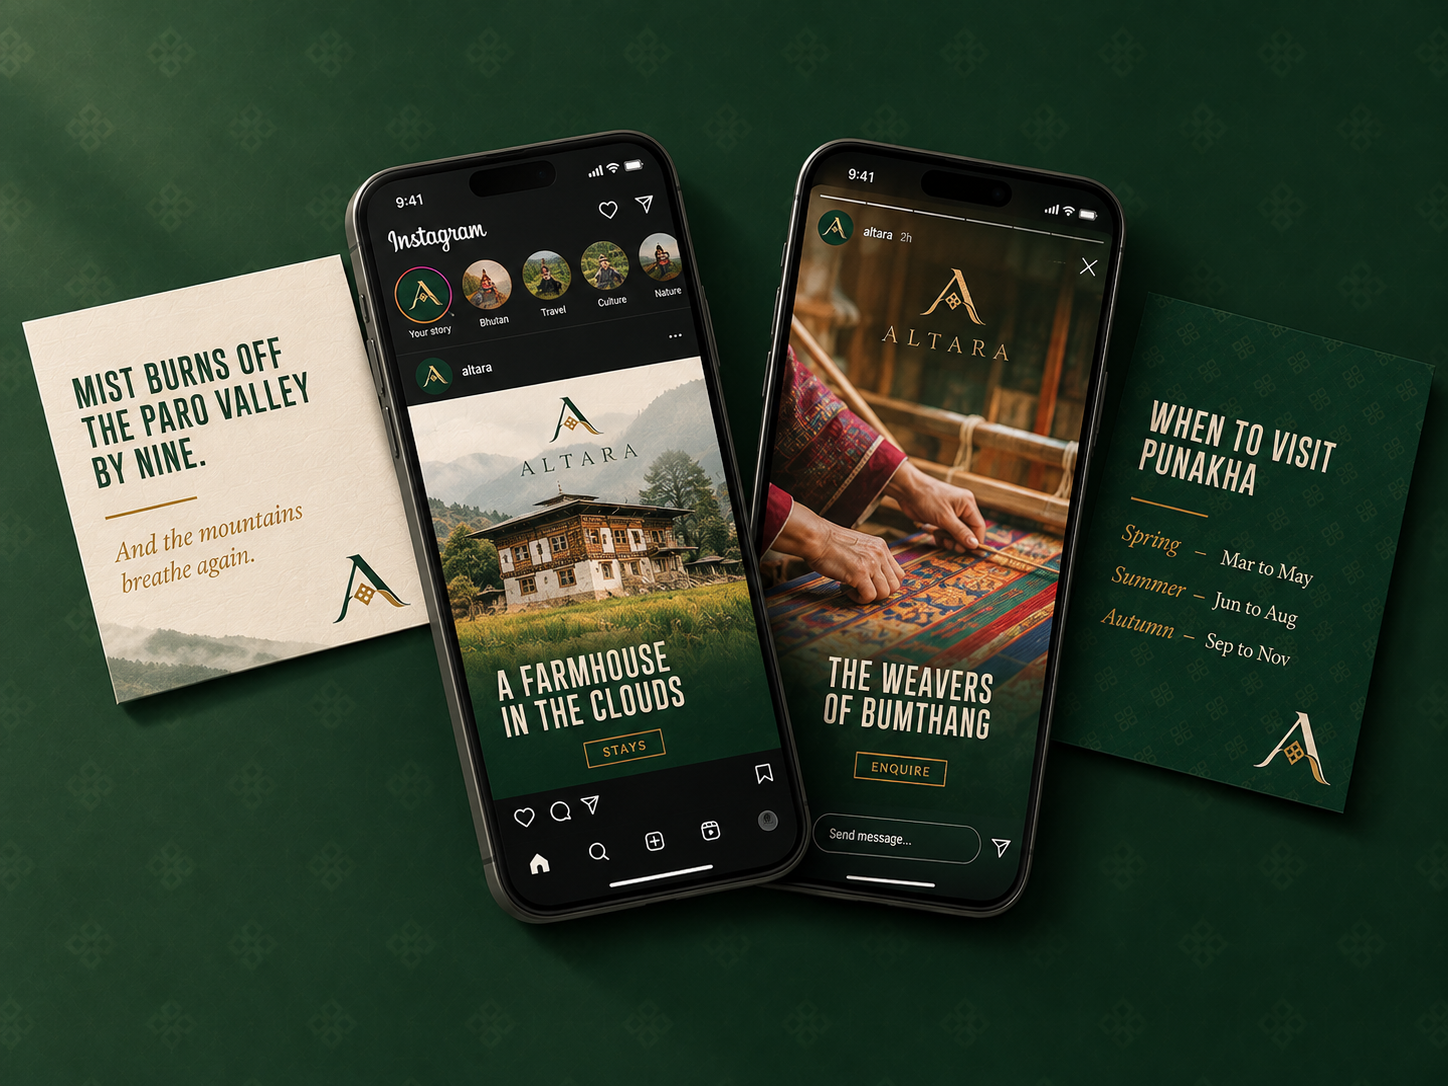 MIST BURNS OFF
THE PARO VALLEY
BY NINE.
And the mountains
breathe again.
9:41
Instagram
Your story
Bhutan
Travel
Culture
Nature
altara
ALTARA
A FARMHOUSE
IN THE CLOUDS
STAYS
9:41
altara 2h
ALTARA
THE WEAVERS
OF BUMTHANG
ENQUIRE
Send message...
WHEN TO VISIT
PUNAKHA
Spring – Mar to May
Summer – Jun to Aug
Autumn – Sep to Nov